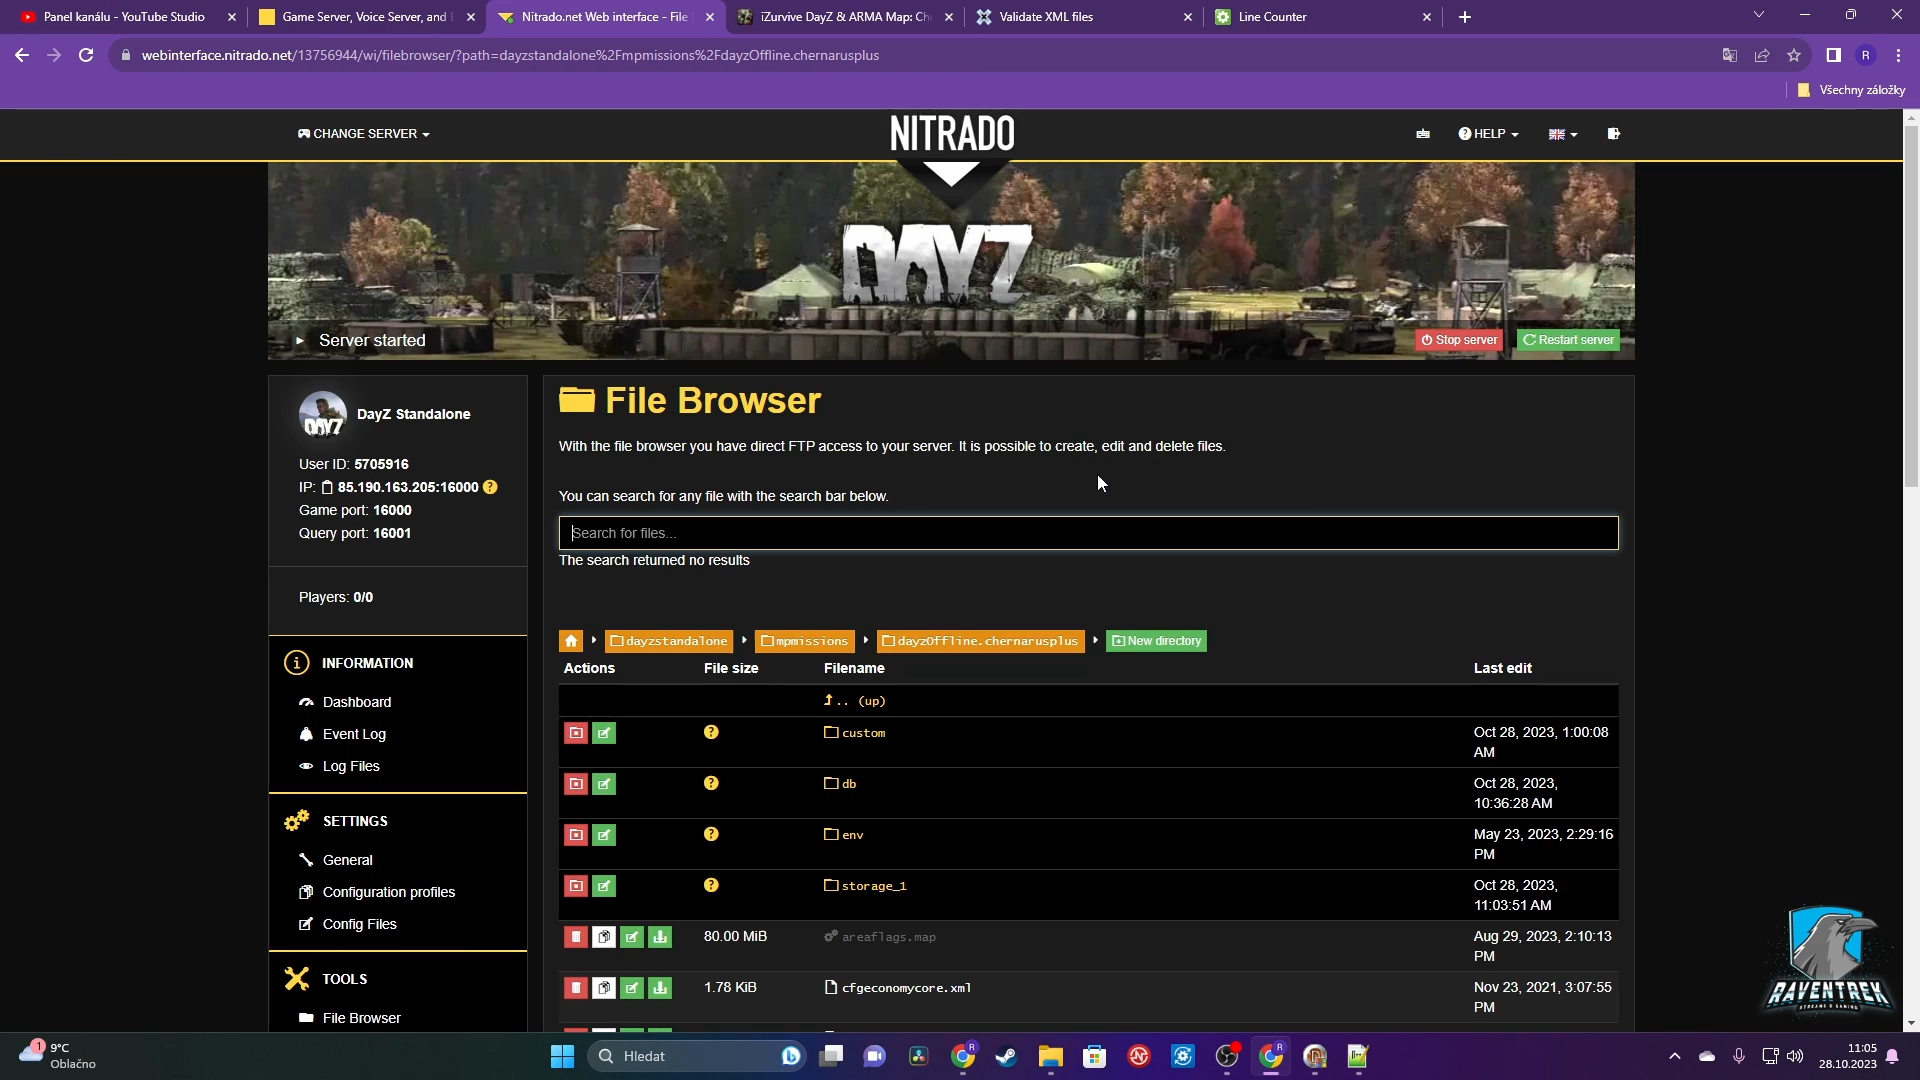 Panel kanálu - YouTube Studio
Game Server, Voice Server, and
Nitrado.net Web interface - File
iZurvive DayZ & ARMA Map: Ch
Validate XML files
Line Counter
webinterface.nitrado.net/13756944/wi/filebrowser/?path=dayzstandalone%2Fmpmissions%2FdayzOffline.chernarusplus
R
Všechny záložky
CHANGE SERVER
NITRADO
HELP
DAYZ
Server started
Stop server
Restart server
DAYZ
DayZ Standalone
User ID: 5705916
IP: 85.190.163.205:16000 ?
Game port: 16000
Query port: 16001
Players: 0/0
INFORMATION
Dashboard
Event Log
Log Files
SETTINGS
General
Configuration profiles
Config Files
TOOLS
File Browser
File Browser
With the file browser you have direct FTP access to your server. It is possible to create, edit and delete files.
You can search for any file with the search bar below.
Search for files...
The search returned no results
dayzstandalone
mpmissions
dayzOffline.chernarusplus
New directory
Actions
File size
Filename
Last edit
.. (up)
? custom Oct 28, 2023, 1:00:08
AM
? db Oct 28, 2023,
10:36:28 AM
? env May 23, 2023, 2:29:16
PM
? storage_1 Oct 28, 2023,
11:03:51 AM
80.00 MiB areaflags.map Aug 29, 2023, 2:10:13
PM
1.78 KiB cfgeconomycore.xml Nov 23, 2021, 3:07:55
PM
RAVENTREK
STREAMS & GAMING
1
9°C
Oblačno
Hledat
R
R
11:05
28.10.2023